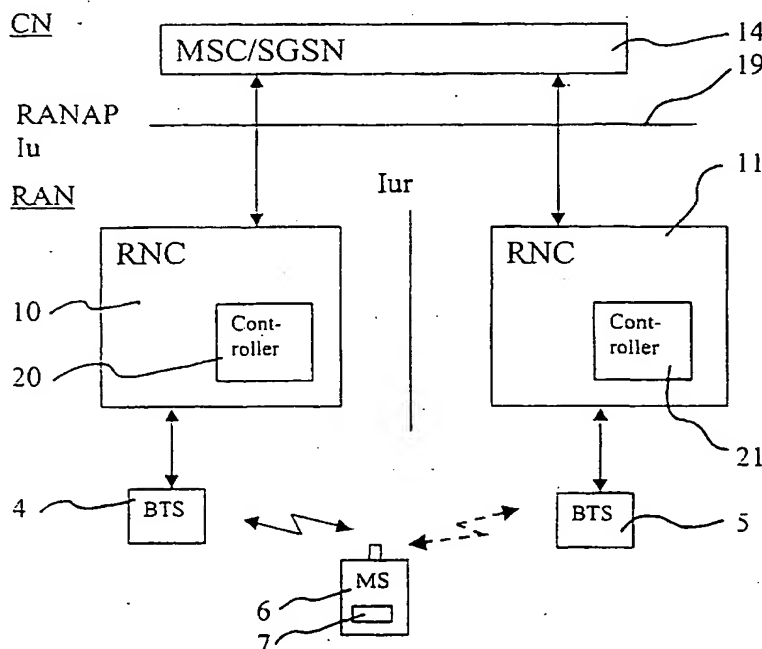 CN
MSC/SGSN
14
19
RANAP
Iu
RAN
Iur
11
RNC
RNC
10
Cont-
roller
Cont-
roller
20
21
4
BTS
BTS
5
MS
6
7